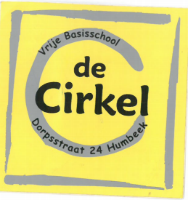 Vrije Basisschool
de
Cirkel
Dorpsstraat 24 Humbeek